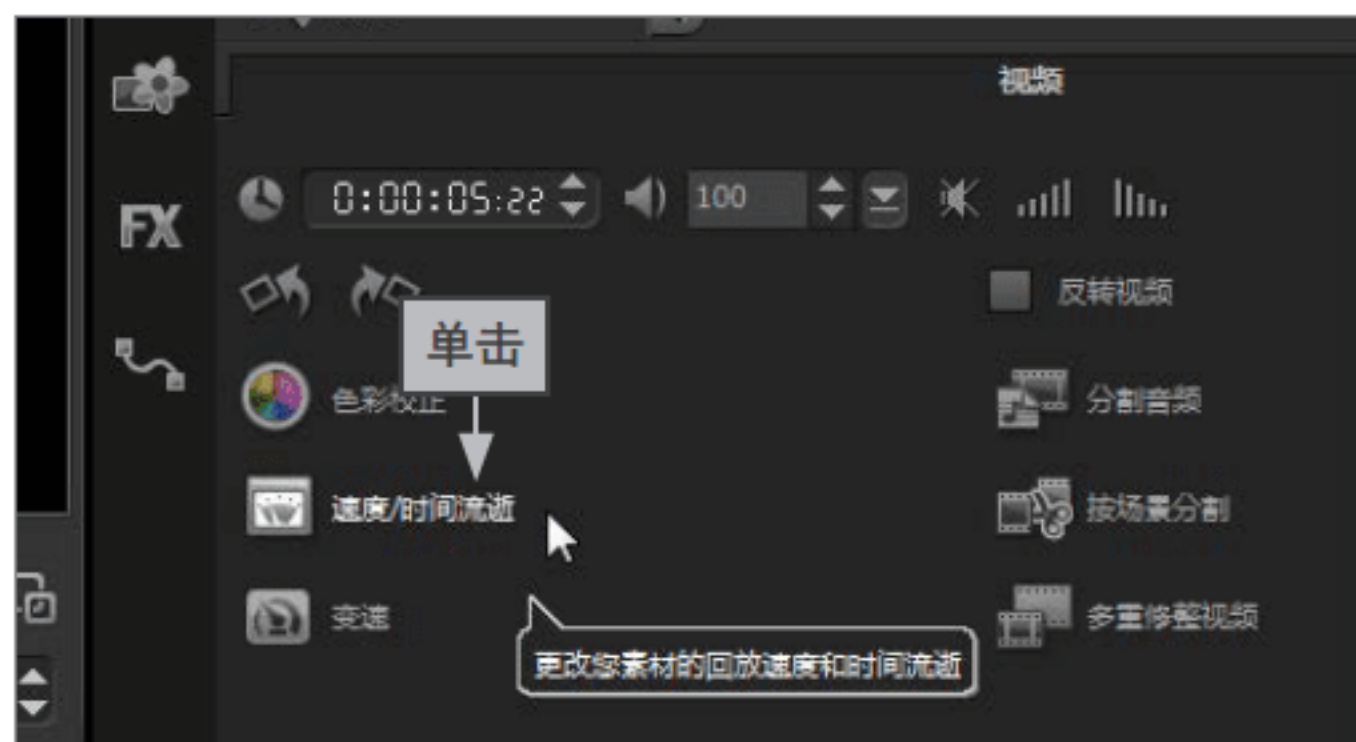 视频
FX
0:00:05:22
100
反转视频
单击
色彩校正
分割音频
速度/时间流逝
按场景分割
变速
多重修整视频
更改您素材的回放速度和时间流逝